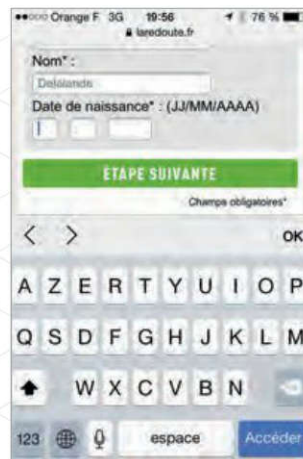 Orange F 3G 19:56 76 %
laredoute.fr
Nom* :
Delalande
Date de naissance* : (JJ/MM/AAAA)
ÉTAPE SUIVANTE
Champs obligatoires*
OK
A Z E R T Y U I O P
Q S D F G H J K L M
W X C V B N
123 espace Accéder